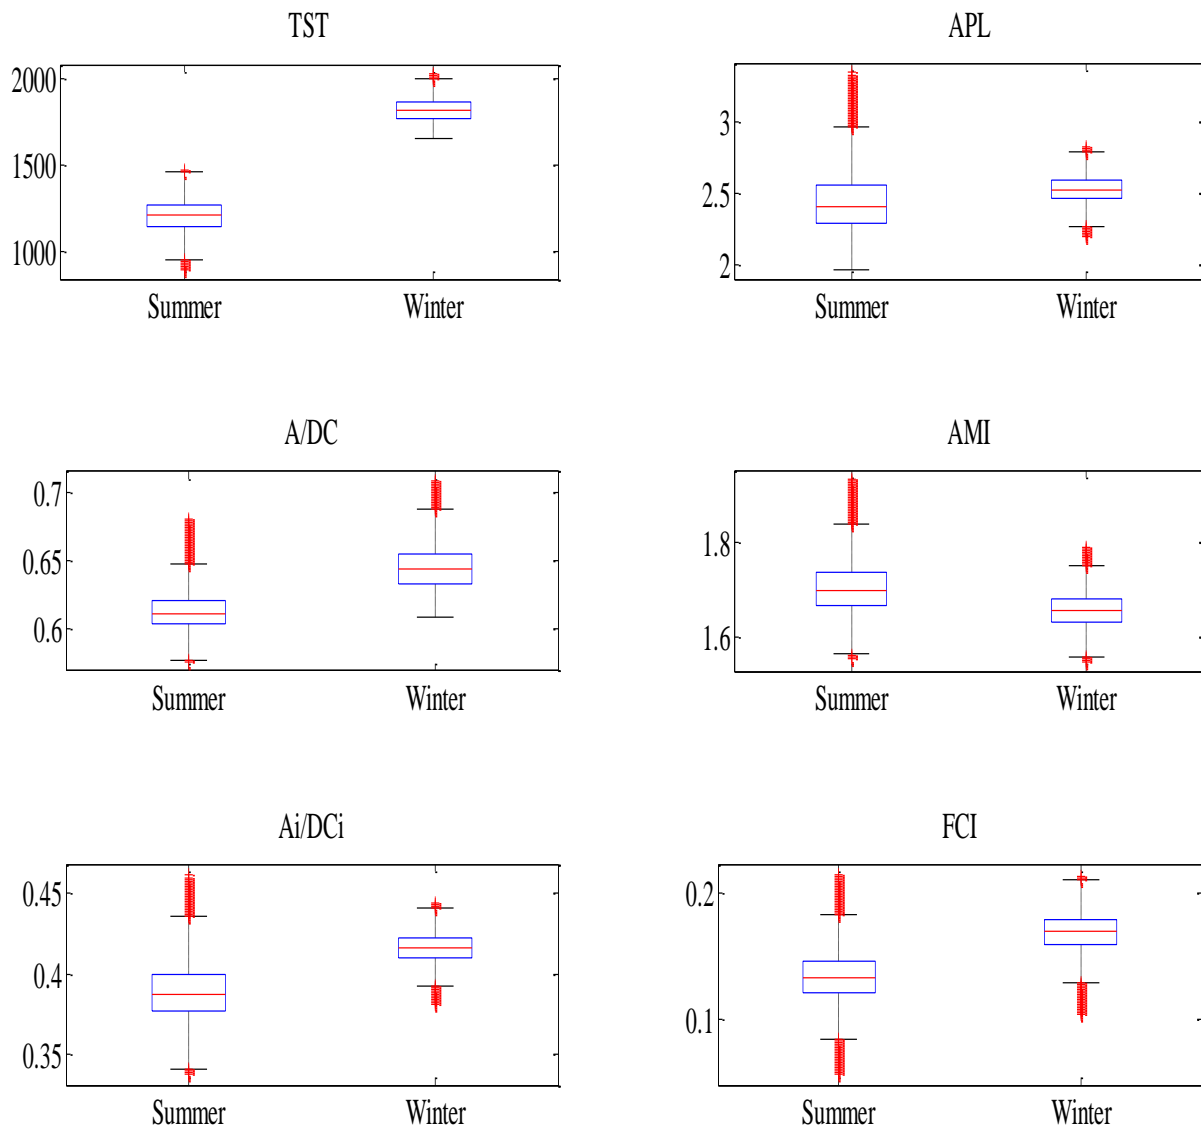 TST
2000
1500
1000
Summer Winter
APL
3
2.5
2
Summer Winter
A/DC
0.7
0.65
0.6
Summer Winter
AMI
1.8
1.6
Summer Winter
Ai/DCi
0.45
0.4
0.35
Summer Winter
FCI
0.2
0.1
Summer Winter